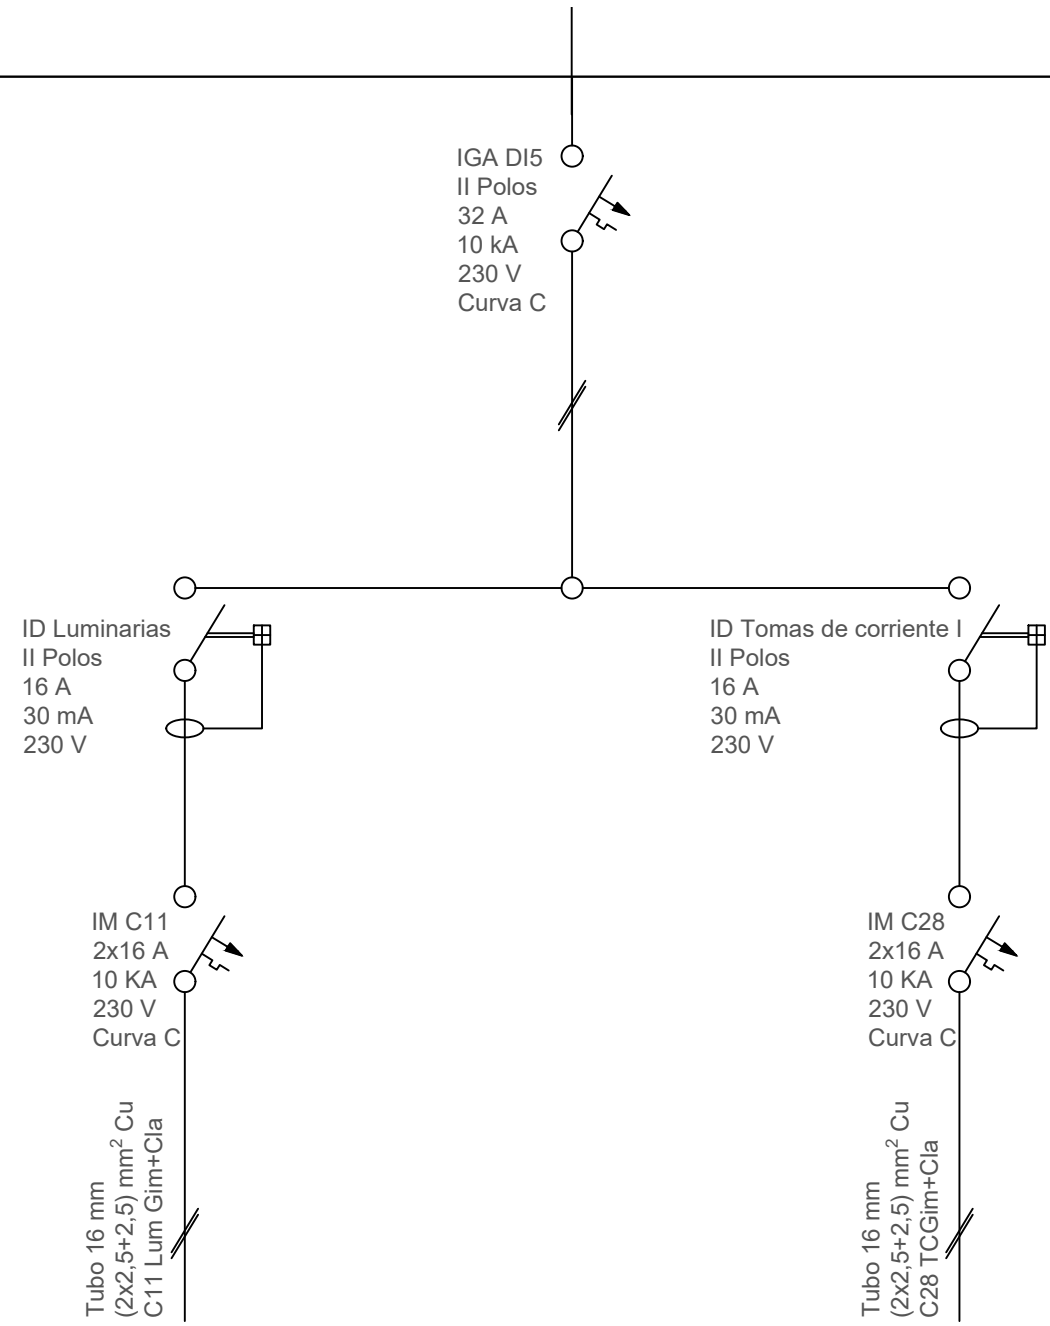 IGA DI5
II Polos
32 A
10 kA
230 V
Curva C
ID Luminarias
II Polos
16 A
30 mA
230 V
ID Tomas de corriente I
II Polos
16 A
30 mA
230 V
IM C11
2x16 A
10 KA
230 V
Curva C
IM C28
2x16 A
10 KA
230 V
Curva C
Tubo 16 mm
(2x2,5+2,5) mm² Cu
C11 Lum Gim+Cla
Tubo 16 mm
(2x2,5+2,5) mm² Cu
C28 TCGim+Cla